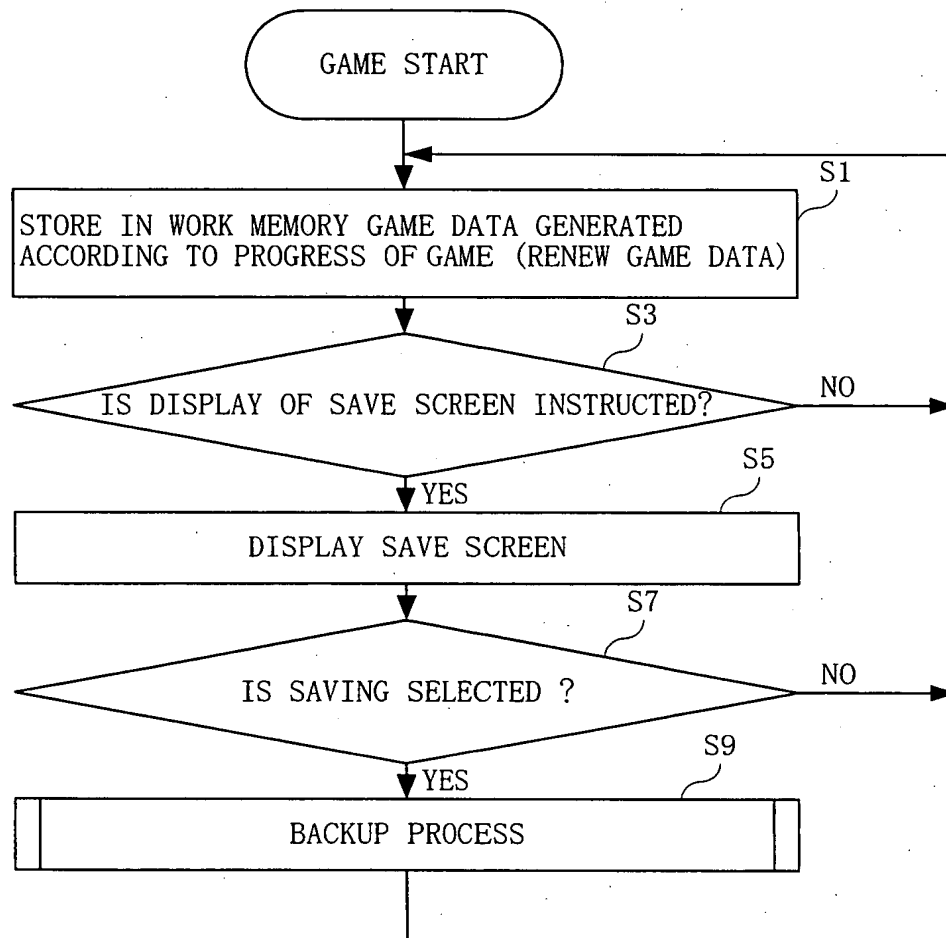 GAME START
S1
STORE IN WORK MEMORY GAME DATA GENERATED
ACCORDING TO PROGRESS OF GAME (RENEW GAME DATA)
S3
IS DISPLAY OF SAVE SCREEN INSTRUCTED?
NO
YES
S5
DISPLAY SAVE SCREEN
S7
IS SAVING SELECTED ?
NO
YES
S9
BACKUP PROCESS